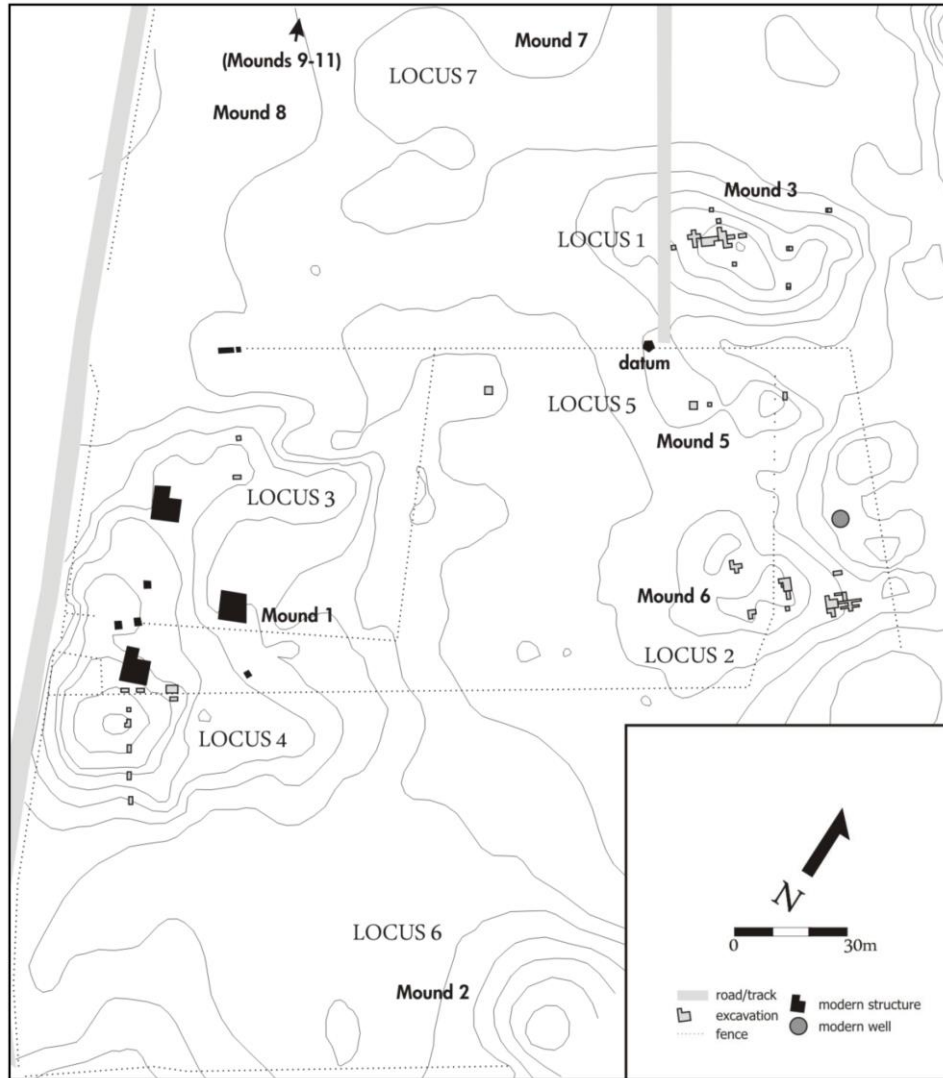 Mound 7
(Mounds 9-11)
LOCUS 7
Mound 8
Mound 3
LOCUS 1
datum
LOCUS 5
Mound 5
LOCUS 3
Mound 6
Mound 1
LOCUS 2
LOCUS 4
LOCUS 6
Mound 2
N
0 30m
road/track
excavation
fence
modern structure
modern well